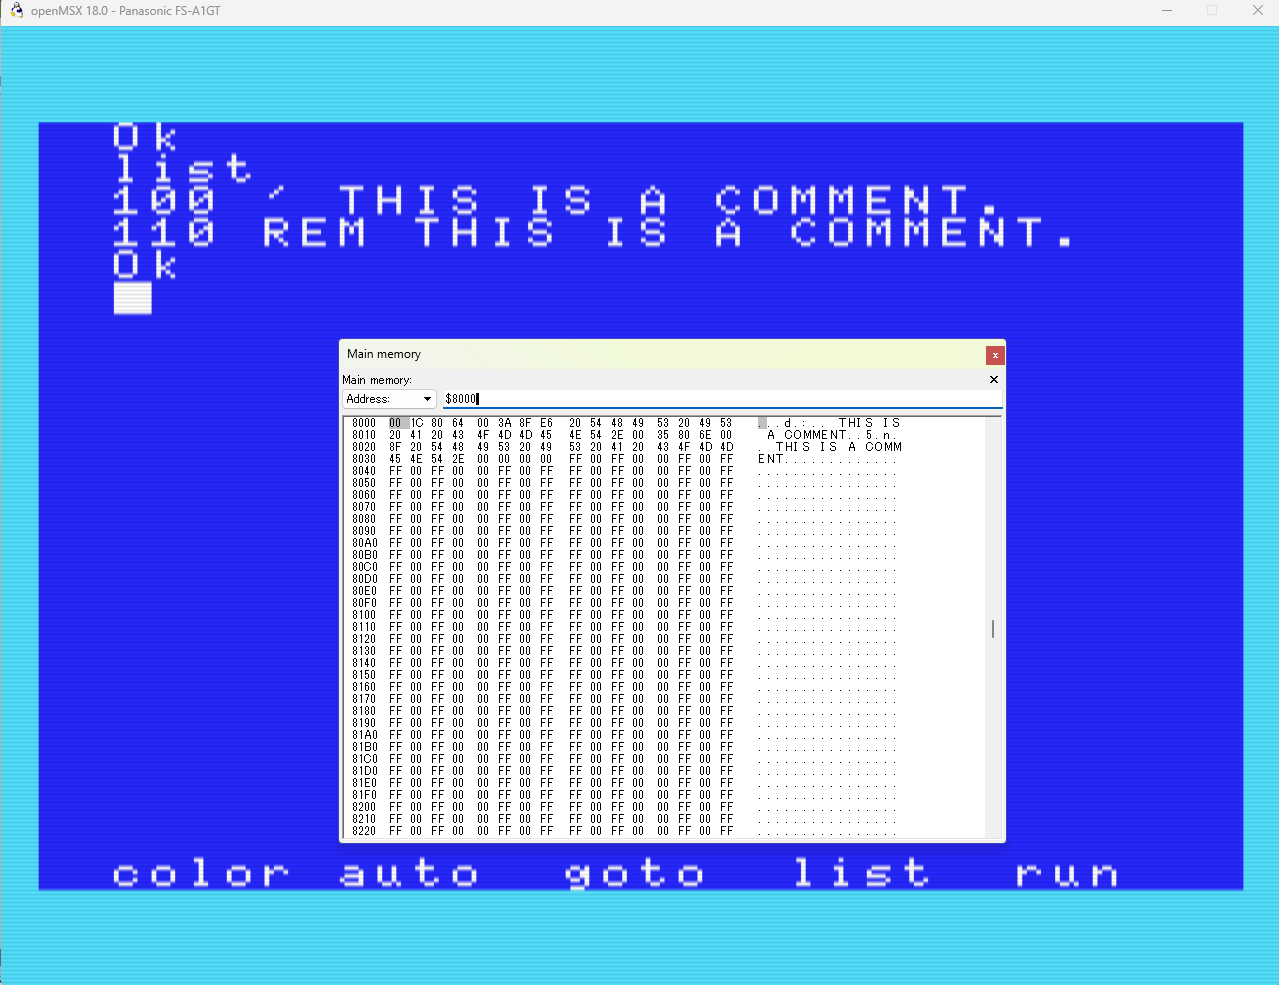 openMSX 18.0 - Panasonic FS-A1GT
Ok
list
100 ' THIS IS A COMMENT.
110 REM THIS IS A COMMENT.
Ok
Main memory
Main memory:
Address: $8000
8000 00 1C 80 64 00 3A 8F E6 20 54 48 49 53 20 49 53 ...d.:.. THIS IS
8010 20 41 20 43 4F 4D 4D 45 4E 54 2E 00 35 80 6E 00 A COMMENT..5.n.
8020 8F 20 54 48 49 53 20 49 53 20 41 20 43 4F 4D 4D . THIS IS A COMM
8030 45 4E 54 2E 00 00 00 00 FF 00 FF 00 00 FF 00 FF ENT.............
8040 FF 00 FF 00 00 FF 00 FF FF 00 FF 00 00 FF 00 FF ................
8050 FF 00 FF 00 00 FF 00 FF FF 00 FF 00 00 FF 00 FF ................
8060 FF 00 FF 00 00 FF 00 FF FF 00 FF 00 00 FF 00 FF ................
8070 FF 00 FF 00 00 FF 00 FF FF 00 FF 00 00 FF 00 FF ................
8080 FF 00 FF 00 00 FF 00 FF FF 00 FF 00 00 FF 00 FF ................
8090 FF 00 FF 00 00 FF 00 FF FF 00 FF 00 00 FF 00 FF ................
80A0 FF 00 FF 00 00 FF 00 FF FF 00 FF 00 00 FF 00 FF ................
80B0 FF 00 FF 00 00 FF 00 FF FF 00 FF 00 00 FF 00 FF ................
80C0 FF 00 FF 00 00 FF 00 FF FF 00 FF 00 00 FF 00 FF ................
80D0 FF 00 FF 00 00 FF 00 FF FF 00 FF 00 00 FF 00 FF ................
80E0 FF 00 FF 00 00 FF 00 FF FF 00 FF 00 00 FF 00 FF ................
80F0 FF 00 FF 00 00 FF 00 FF FF 00 FF 00 00 FF 00 FF ................
8100 FF 00 FF 00 00 FF 00 FF FF 00 FF 00 00 FF 00 FF ................
8110 FF 00 FF 00 00 FF 00 FF FF 00 FF 00 00 FF 00 FF ................
8120 FF 00 FF 00 00 FF 00 FF FF 00 FF 00 00 FF 00 FF ................
8130 FF 00 FF 00 00 FF 00 FF FF 00 FF 00 00 FF 00 FF ................
8140 FF 00 FF 00 00 FF 00 FF FF 00 FF 00 00 FF 00 FF ................
8150 FF 00 FF 00 00 FF 00 FF FF 00 FF 00 00 FF 00 FF ................
8160 FF 00 FF 00 00 FF 00 FF FF 00 FF 00 00 FF 00 FF ................
8170 FF 00 FF 00 00 FF 00 FF FF 00 FF 00 00 FF 00 FF ................
8180 FF 00 FF 00 00 FF 00 FF FF 00 FF 00 00 FF 00 FF ................
8190 FF 00 FF 00 00 FF 00 FF FF 00 FF 00 00 FF 00 FF ................
81A0 FF 00 FF 00 00 FF 00 FF FF 00 FF 00 00 FF 00 FF ................
81B0 FF 00 FF 00 00 FF 00 FF FF 00 FF 00 00 FF 00 FF ................
81C0 FF 00 FF 00 00 FF 00 FF FF 00 FF 00 00 FF 00 FF ................
81D0 FF 00 FF 00 00 FF 00 FF FF 00 FF 00 00 FF 00 FF ................
81E0 FF 00 FF 00 00 FF 00 FF FF 00 FF 00 00 FF 00 FF ................
81F0 FF 00 FF 00 00 FF 00 FF FF 00 FF 00 00 FF 00 FF ................
8200 FF 00 FF 00 00 FF 00 FF FF 00 FF 00 00 FF 00 FF ................
8210 FF 00 FF 00 00 FF 00 FF FF 00 FF 00 00 FF 00 FF ................
8220 FF 00 FF 00 00 FF 00 FF FF 00 FF 00 00 FF 00 FF ................
color auto goto list run